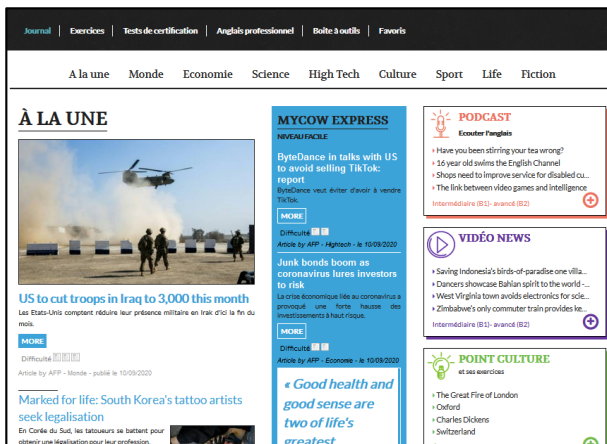 Journal | Exercices | Tests de certification | Anglais professionnel | Boite à outils | Favoris
A la une Monde Economie Science High Tech Culture Sport Life Fiction
À LA UNE
US to cut troops in Iraq to 3,000 this month
Les Etats-Unis comptent réduire leur présence militaire en Irak d'ici la fin du
mois.
MORE
Difficulté
Article by AFP - Monde - publié le 10/09/2020
Marked for life: South Korea's tattoo artists
seek legalisation
En Corée du Sud, les tatoueurs se battent pour
obtenir une légalisation pour leur profession.
MYCOW EXPRESS
NIVEAU FACILE
ByteDance in talks with US
to avoid selling TikTok:
report
ByteDance veut éviter d'avoir à vendre
TikTok.
MORE
Difficulté
Article by AFP - Hightech - le 10/09/2020
Junk bonds boom as
coronavirus lures investors
to risk
La crise économique liée au coronavirus a
provoqué une forte hausse des
investissements à haut risque.
MORE
Difficulté
Article by AFP - Economie - le 10/09/2020
« Good health and
good sense are
two of life's
greatest
PODCAST
Ecouter l'anglais
Have you been stirring your tea wrong?
16 year old swims the English Channel
Shops need to improve service for disabled cu...
The link between video games and intelligence
Intermédiaire (B1)- avancé (B2)
VIDÉO NEWS
Saving Indonesia's birds-of-paradise one villa...
Dancers showcase Bahian spirit to the world -...
West Virginia town avoids electronics for scie...
Zimbabwe's only commuter train provides ke...
Intermédiaire (B1)- avancé (B2)
POINT CULTURE
et ses exercices
The Great Fire of London
Oxford
Charles Dickens
Switzerland